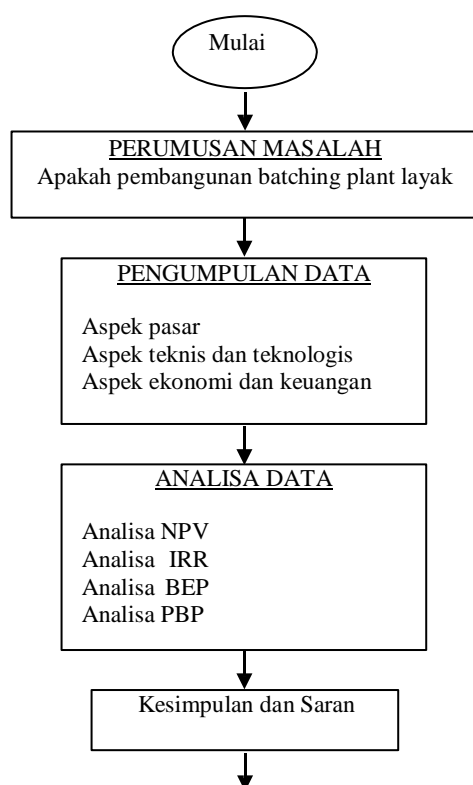 Mulai
PERUMUSAN MASALAH
Apakah pembangunan batching plant layak
PENGUMPULAN DATA
Aspek pasar
Aspek teknis dan teknologis
Aspek ekonomi dan keuangan
ANALISA DATA
Analisa NPV
Analisa IRR
Analisa BEP
Analisa PBP
Kesimpulan dan Saran